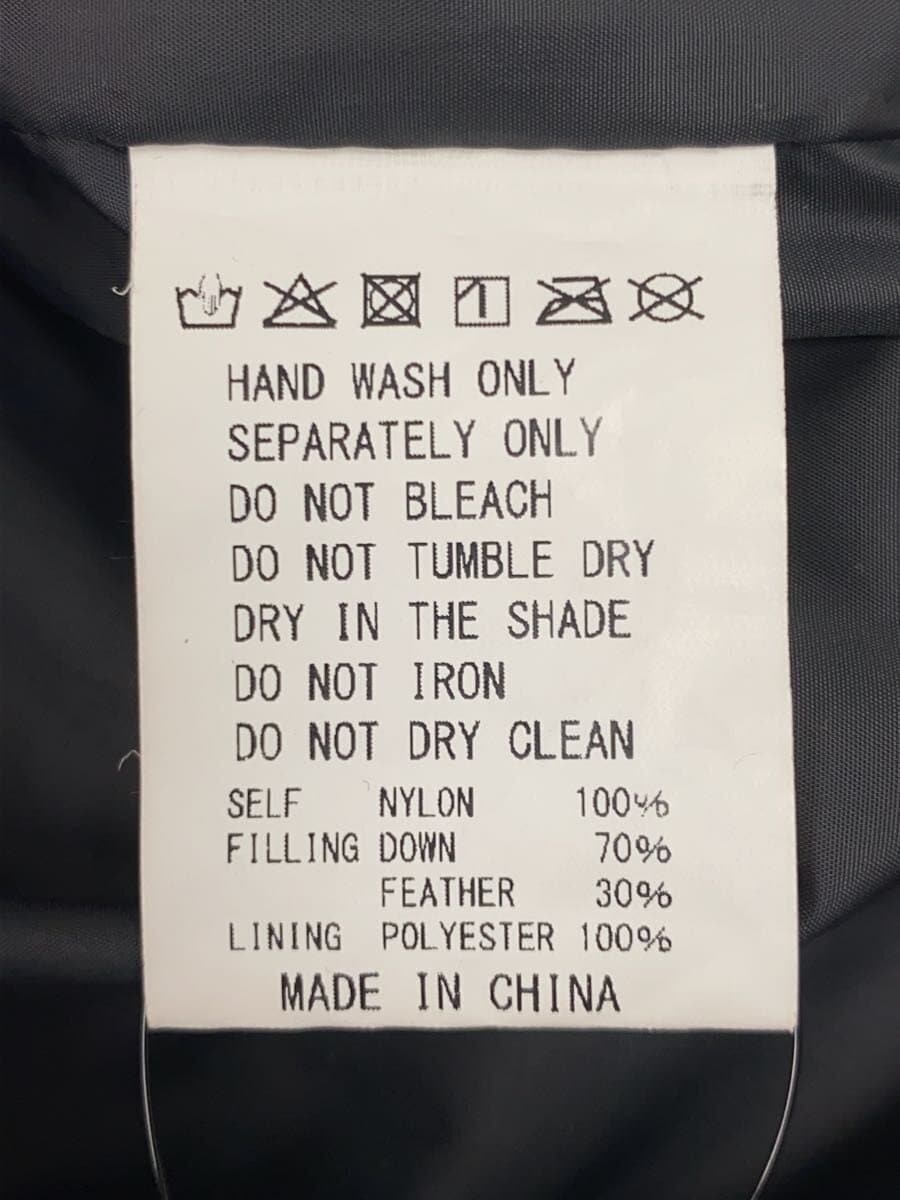 HAND WASH ONLY
SEPARATELY ONLY
DO NOT BLEACH
DO NOT TUMBLE DRY
DRY IN THE SHADE
DO NOT IRON
DO NOT DRY CLEAN
SELF NYLON 100%
FILLING DOWN 70%
FEATHER 30%
LINING POLYESTER 100%
MADE IN CHINA